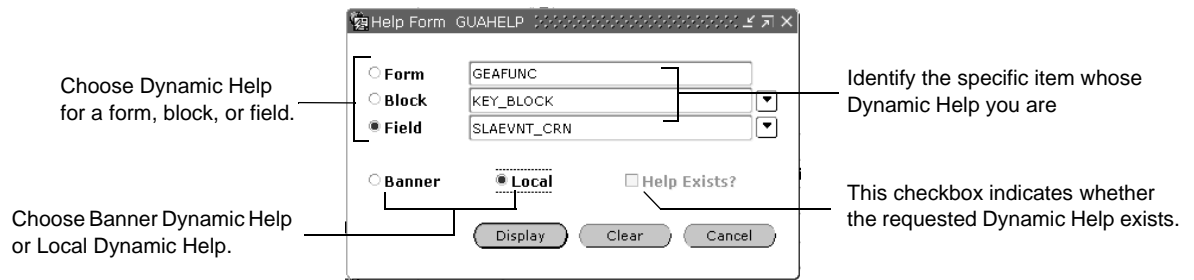 Help Form GUAHELP
Choose Dynamic Help
for a form, block, or field.
Form GEAFUNC
Block KEY_BLOCK
Field SLAEVNT_CRN
Identify the specific item whose
Dynamic Help you are
Banner Local Help Exists?
Choose Banner Dynamic Help
or Local Dynamic Help.
This checkbox indicates whether
the requested Dynamic Help exists.
Display Clear Cancel